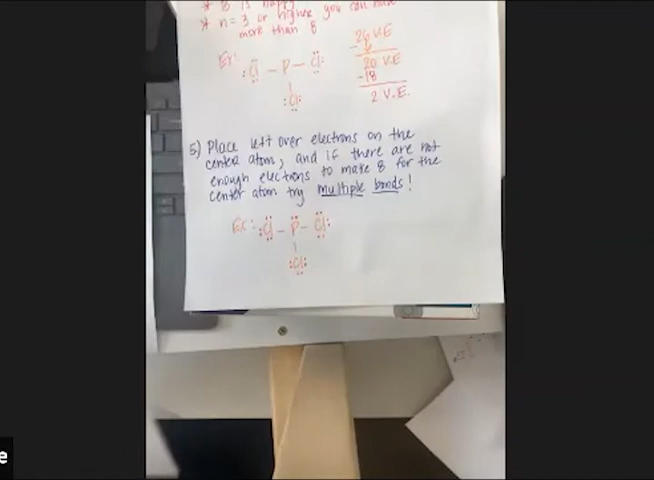 * 8 is happy
* n=3 or higher you can have
more than 8
Ex:
:Cl - P - Cl:
:Cl:
26 V.E
- 6
20 V.E
-18
2 V.E.
5) Place left over electrons on the
center atom, and if there are not
enough electrons to make 8 for the
center atom try multiple bonds!
Ex: :Cl - P - Cl:
:Cl:
e